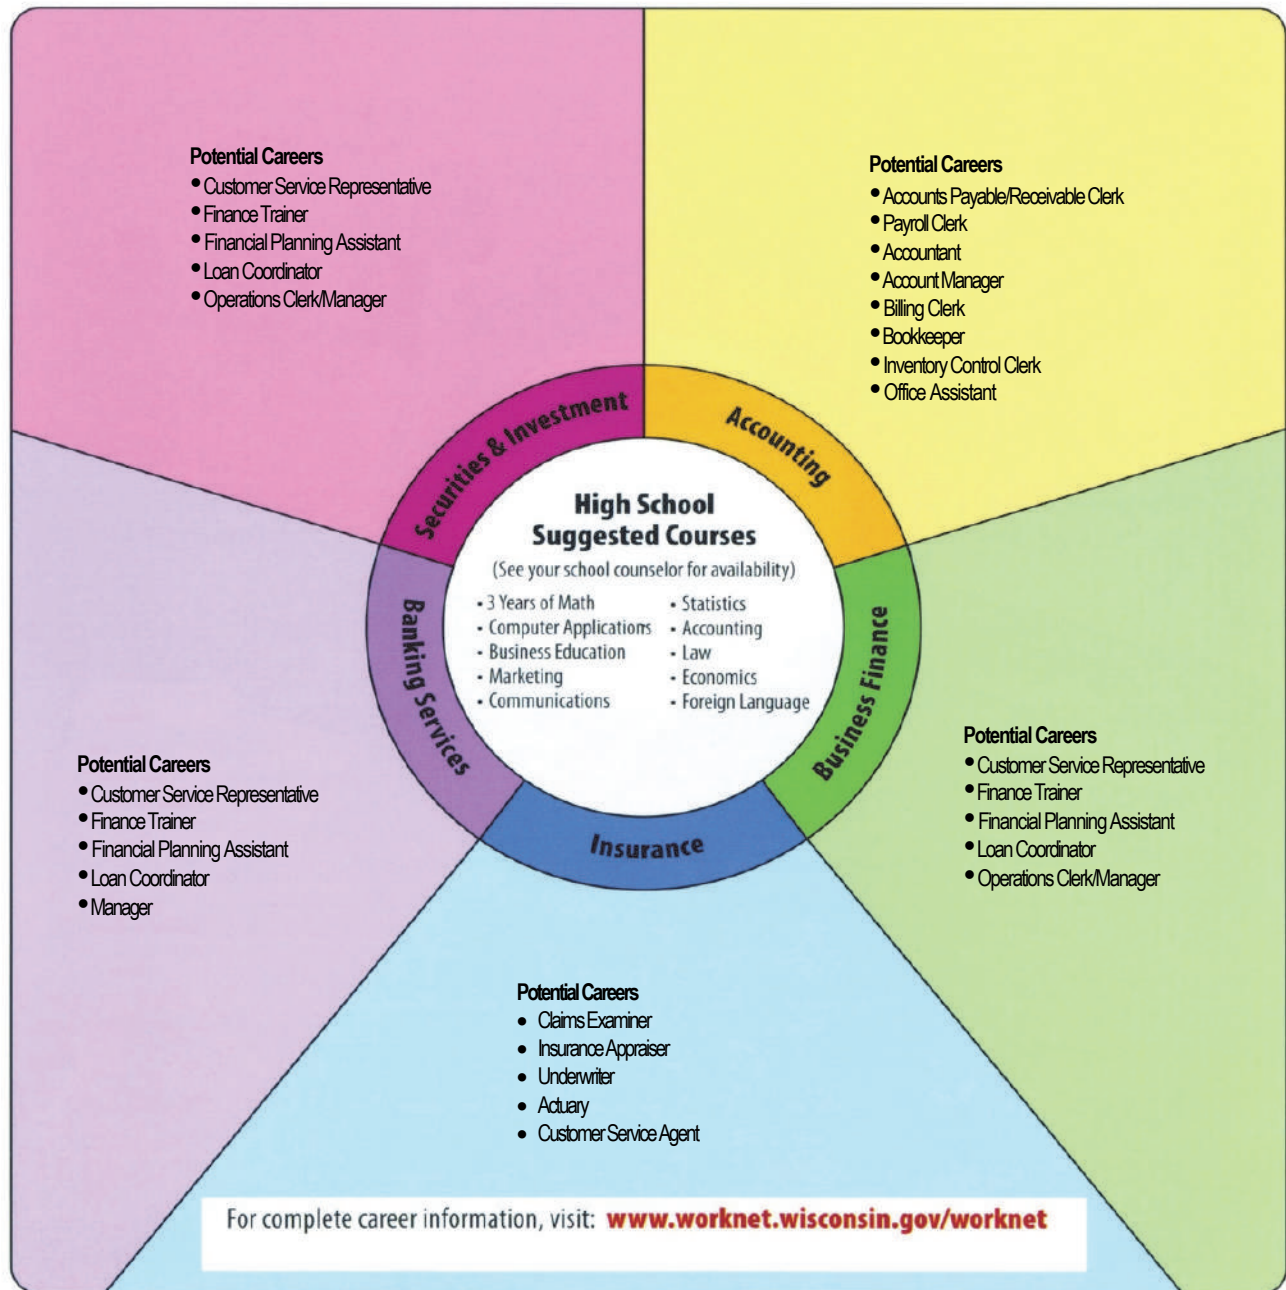 Potential Careers
• Customer Service Representative
• Finance Trainer
• Financial Planning Assistant
• Loan Coordinator
• Operations Clerk/Manager
Potential Careers
• Accounts Payable/Receivable Clerk
• Payroll Clerk
• Accountant
• Account Manager
• Billing Clerk
• Bookkeeper
• Inventory Control Clerk
• Office Assistant
Securities & Investment
Accounting
High School
Suggested Courses
(See your school counselor for availability)
• 3 Years of Math
• Computer Applications
• Business Education
• Marketing
• Communications
• Statistics
• Accounting
• Law
• Economics
• Foreign Language
Banking Services
Business Finance
Insurance
Potential Careers
• Customer Service Representative
• Finance Trainer
• Financial Planning Assistant
• Loan Coordinator
• Manager
Potential Careers
• Customer Service Representative
• Finance Trainer
• Financial Planning Assistant
• Loan Coordinator
• Operations Clerk/Manager
Potential Careers
• Claims Examiner
• Insurance Appraiser
• Underwriter
• Actuary
• Customer Service Agent
For complete career information, visit: www.worknet.wisconsin.gov/worknet